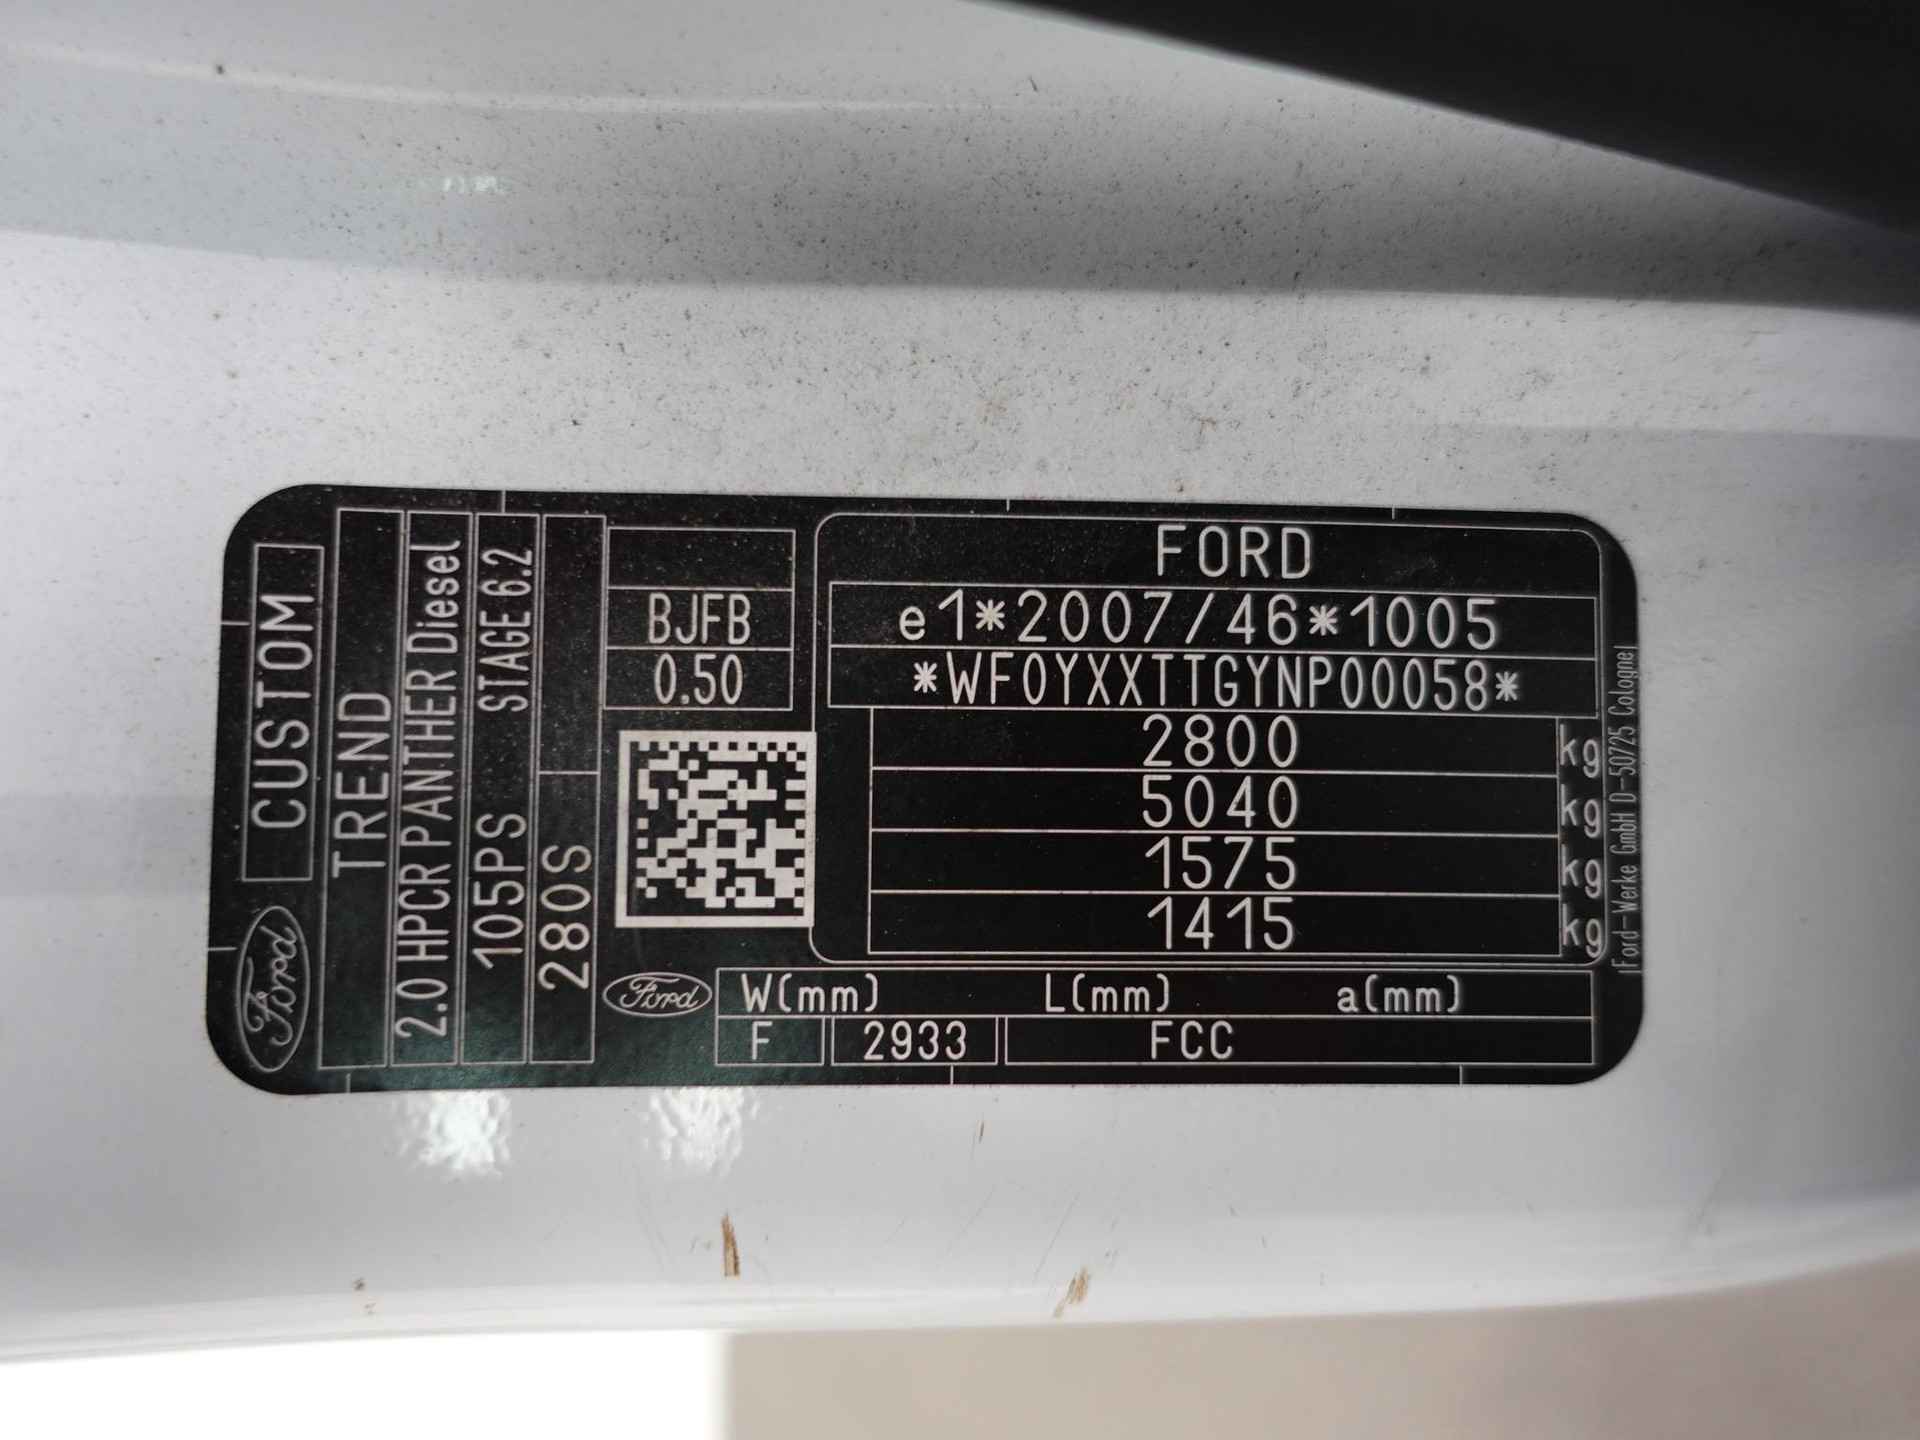 FORD
e1*2007/46*1005
*WF0YXXTTGYNP00058*
2800 kg
5040 kg
1575 kg
1415 kg
BJFB
0.50
W(mm) L(mm) a(mm)
F 2933 FCC
Ford
Ford-Werke GmbH D-50725 Cologne
Ford CUSTOM
TREND
2.0 HPCR PANTHER Diesel
105PS STAGE 6.2
280S